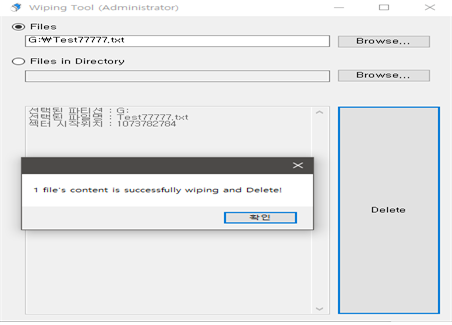 Wiping Tool (Administrator)
Files
G:₩Test77777.txt
Browse...
Files in Directory
Browse...
선택된 파티션 : G:
선택된 파일명 : Test77777.txt
섹터 시작위치 : 1073782784
1 file's content is successfully wiping and Delete!
확인
Delete